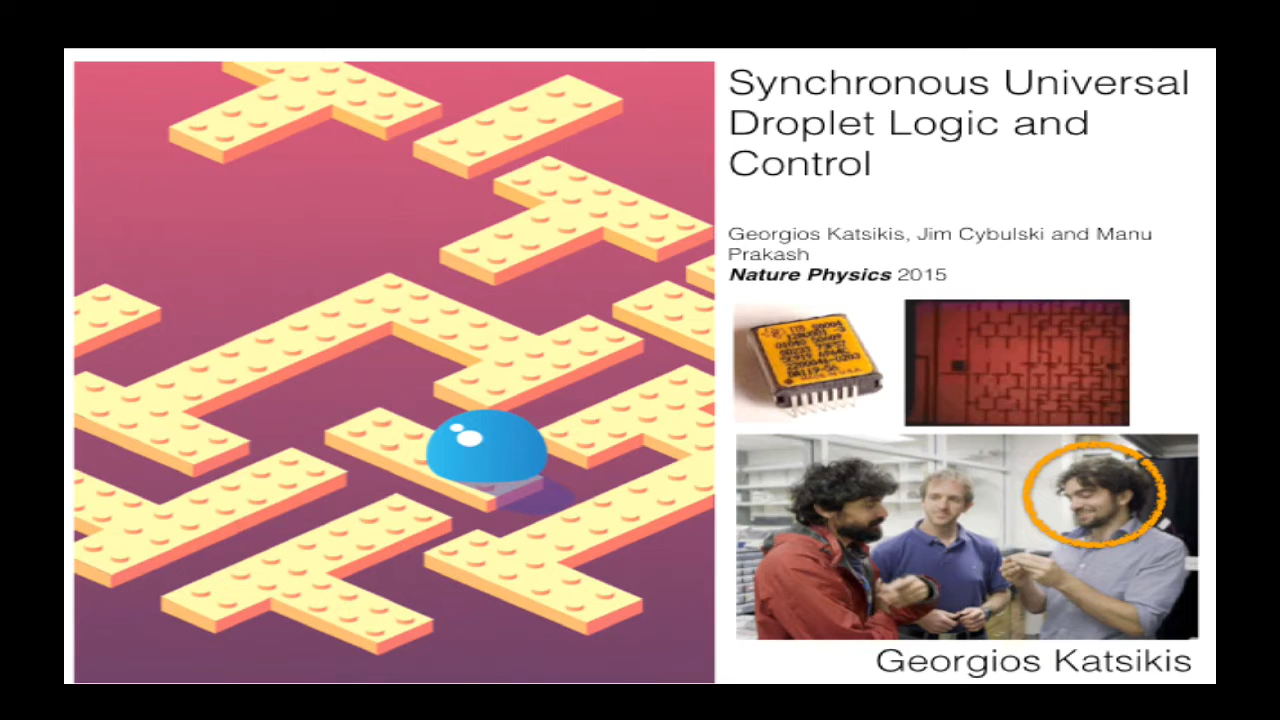 Synchronous Universal
Droplet Logic and
Control
Georgios Katsikis, Jim Cybulski and Manu
Prakash
Nature Physics 2015
Georgios Katsikis